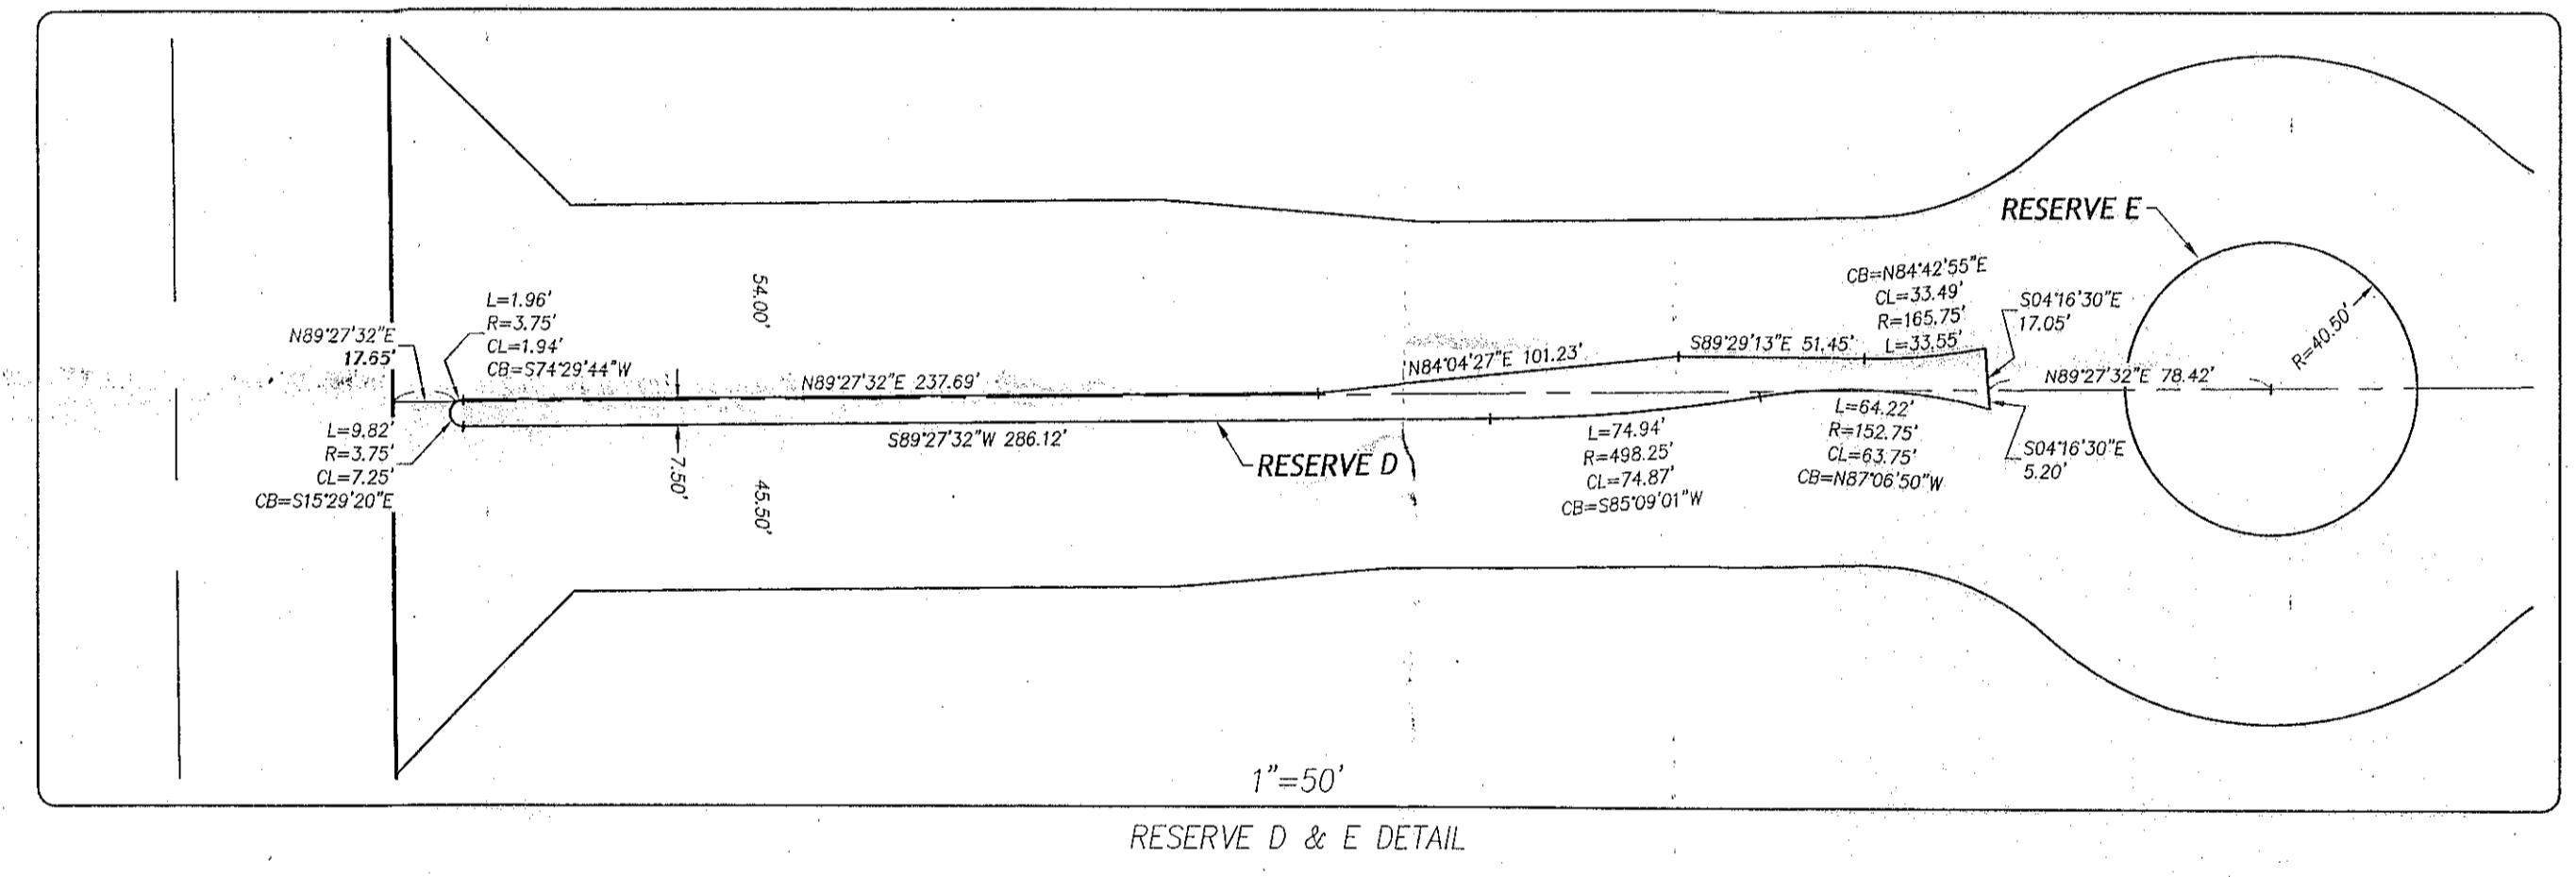 RESERVE E
CB=N84°42'55"E
CL=33.49'
R=165.75'
L=33.55'
S04°16'30"E
17.05'
R=40.50'
54.00'
L=1.96'
R=3.75'
CL=1.94'
CB=S74°29'44"W
N89°27'32"E
17.65'
N89°27'32"E 237.69'
N84°04'27"E 101.23'
S89°29'13"E 51.45'
N89°27'32"E 78.42'
L=9.82'
R=3.75'
CL=7.25'
CB=S15°29'20"E
S89°27'32"W 286.12'
7.50'
45.50'
RESERVE D
L=74.94'
R=498.25'
CL=74.87'
CB=S85°09'01"W
L=64.22'
R=152.75'
CL=63.75'
CB=N87°06'50"W
S04°16'30"E
5.20'
1"=50'
RESERVE D & E DETAIL